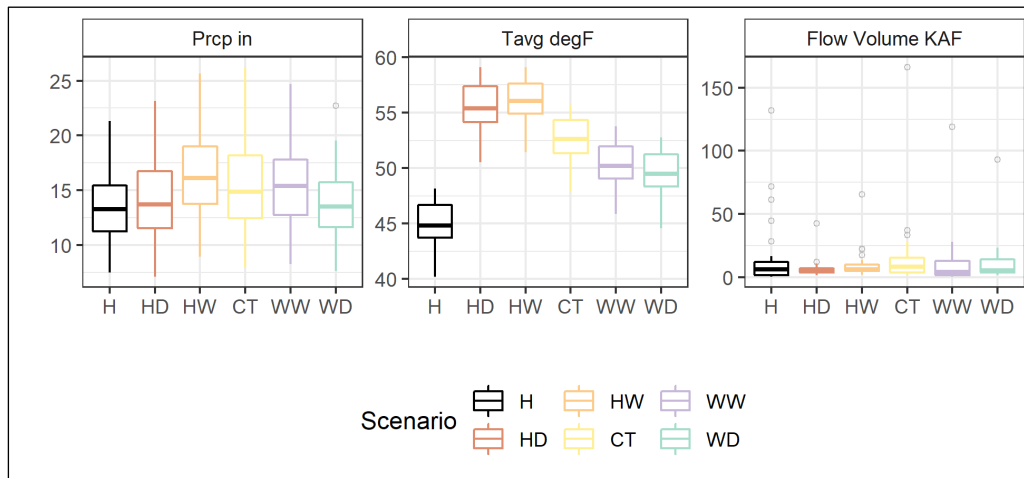 Prcp in
Tavg degF
Flow Volume KAF
25
20
15
10
60
55
50
45
40
150
100
50
0
H HD HW CT WW WD
H HD HW CT WW WD
H HD HW CT WW WD
Scenario
H HW WW
HD CT WD